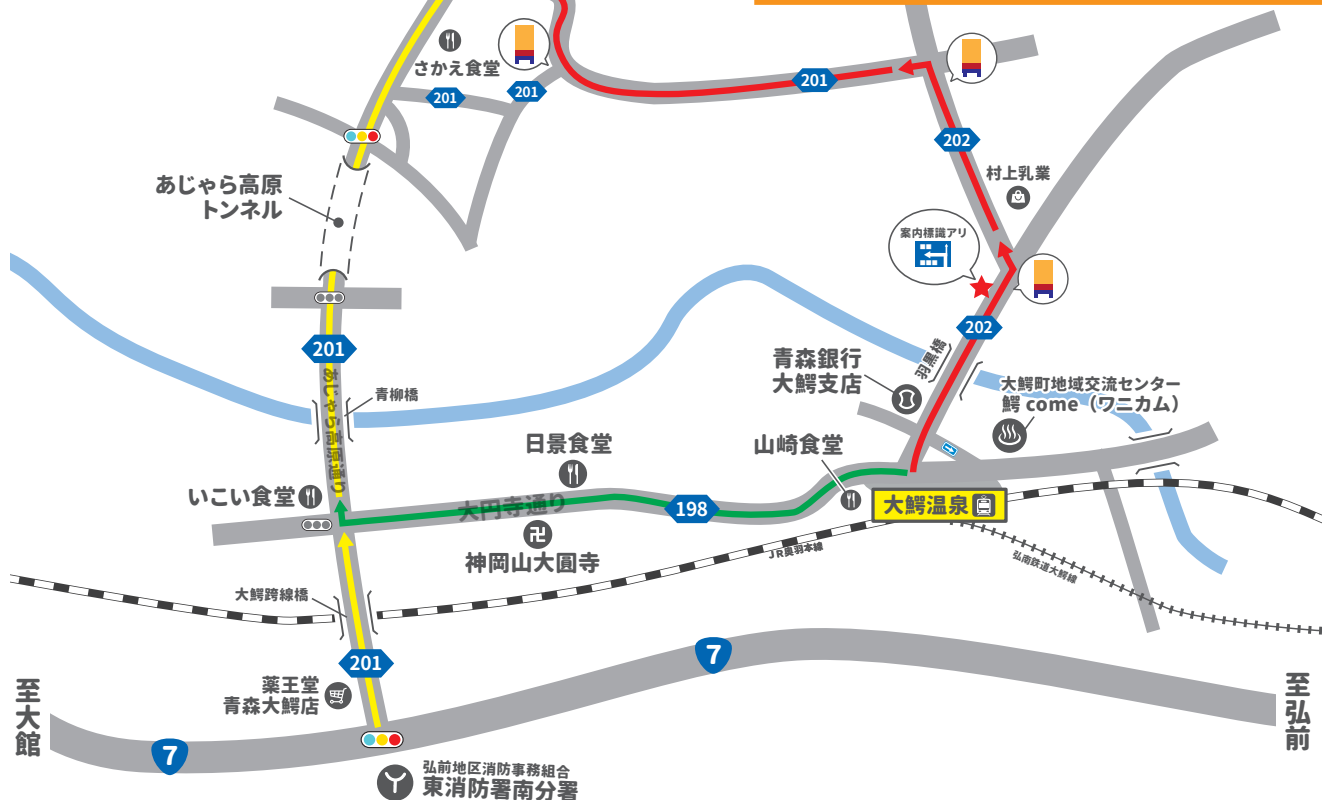 さかえ食堂
201
201
201
202
村上乳業
あじゃら高原
トンネル
案内標識アリ
202
201
羽黒橋
青森銀行
大鰐支店
大鰐町地域交流センター
鰐 come（ワニカム）
あじゃら高原通り
青柳橋
日景食堂
山崎食堂
いこい食堂
大円寺通り
198
大鰐温泉
神岡山大圓寺
JR奥羽本線
弘南鉄道大鰐線
大鰐跨線橋
201
7
薬王堂
青森大鰐店
至大館
至弘前
7
弘前地区消防事務組合
東消防署南分署